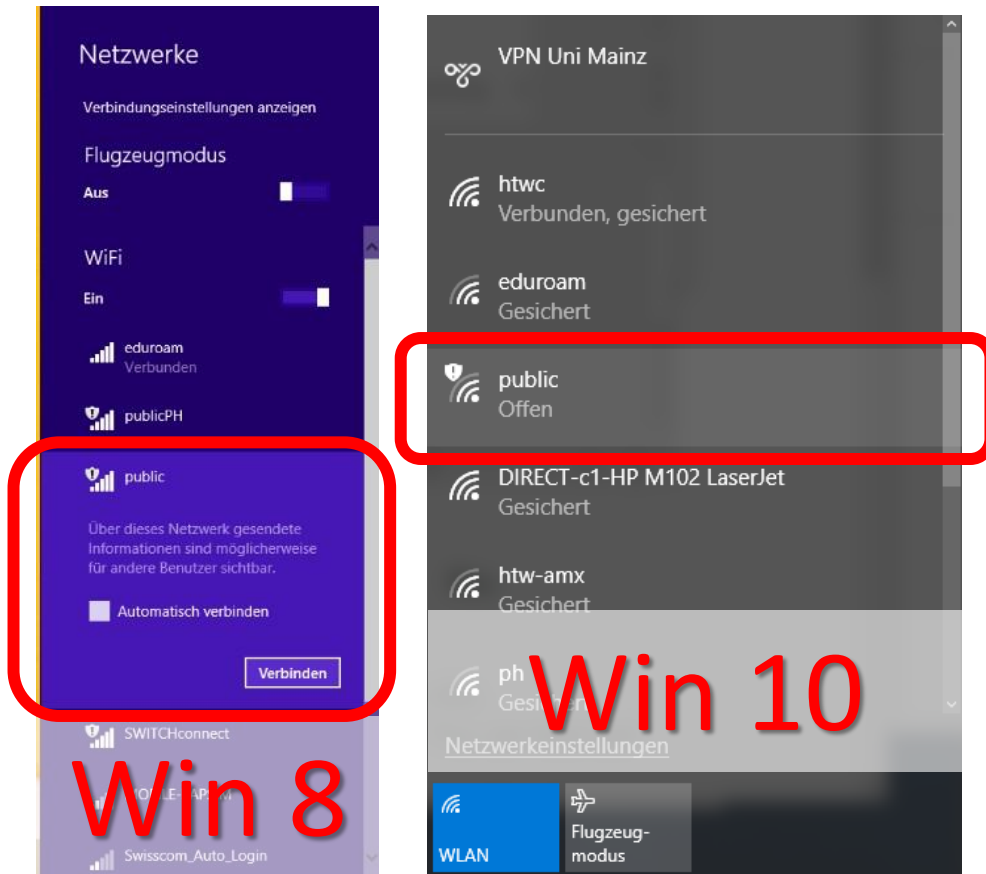 Netzwerke
Verbindungseinstellungen anzeigen
Flugzeugmodus
Aus
WiFi
Ein
eduroam
Verbunden
publicPH
public
Über dieses Netzwerk gesendete
Informationen sind möglicherweise
für andere Benutzer sichtbar.
Automatisch verbinden
Verbinden
SWITCHconnect
Swisscom_Auto_Login
Win 8
VPN Uni Mainz
htwc
Verbunden, gesichert
eduroam
Gesichert
public
Offen
DIRECT-c1-HP M102 LaserJet
Gesichert
htw-amx
Gesichert
ph
Gesichert
Win 10
Netzwerkeinstellungen
WLAN
Flugzeug-
modus